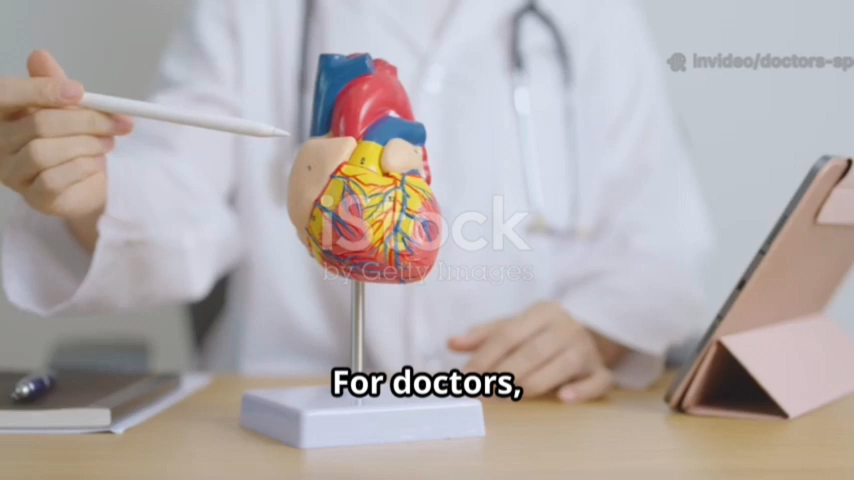 invideo/doctors-sp
iStock
by Getty Images
For doctors,